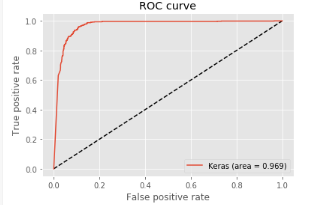 ROC curve
1.0
0.8
0.6
0.4
0.2
0.0
True positive rate
Keras (area = 0.969)
0.0 0.2 0.4 0.6 0.8 1.0
False positive rate